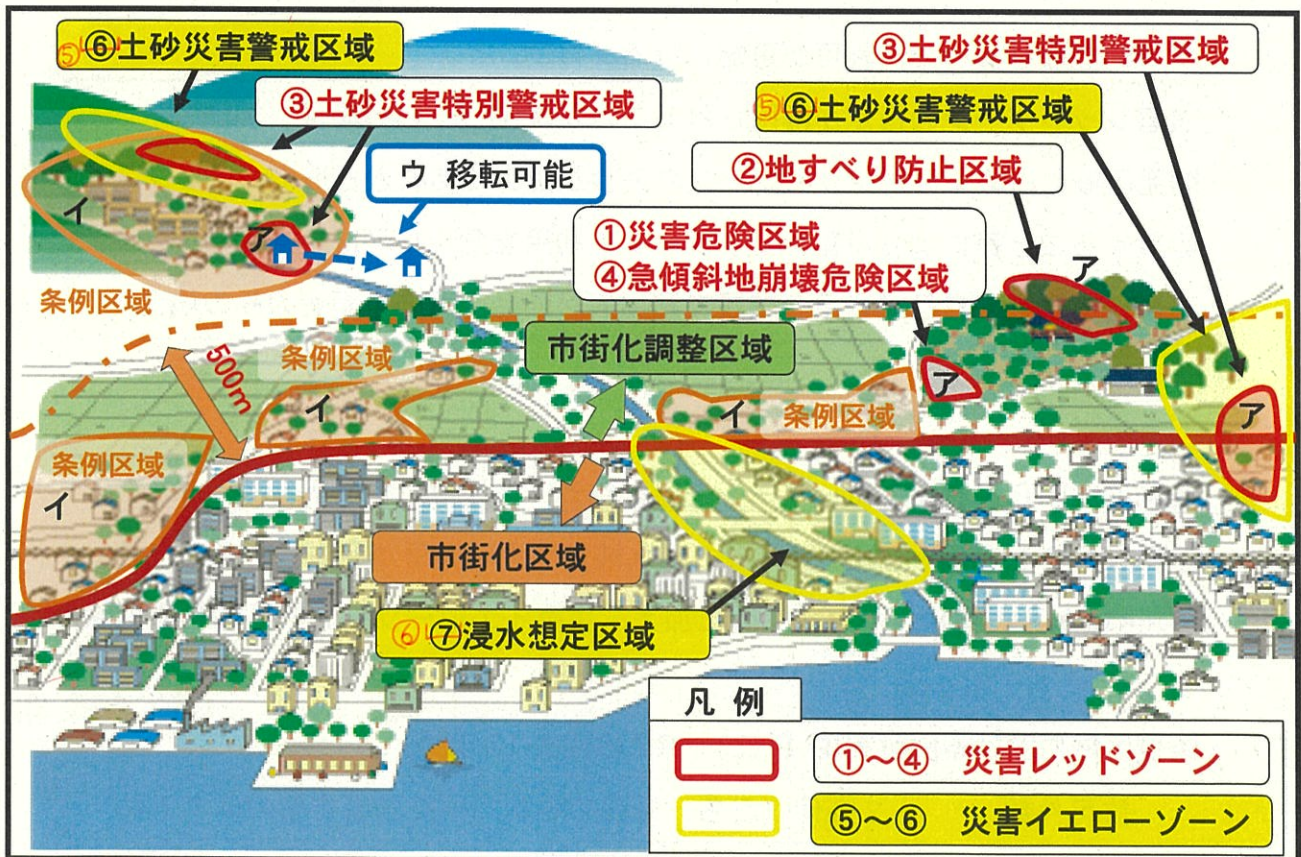 ⑤⑥土砂災害警戒区域
③土砂災害特別警戒区域
③土砂災害特別警戒区域
⑤⑥土砂災害警戒区域
ウ 移転可能
②地すべり防止区域
イ
ア
①災害危険区域
④急傾斜地崩壊危険区域
ア
条例区域
500m
条例区域
市街化調整区域
ア
イ
イ
条例区域
ア
条例区域
イ
市街化区域
⑥⑦浸水想定区域
凡 例
①～④ 災害レッドゾーン
⑤～⑥ 災害イエローゾーン